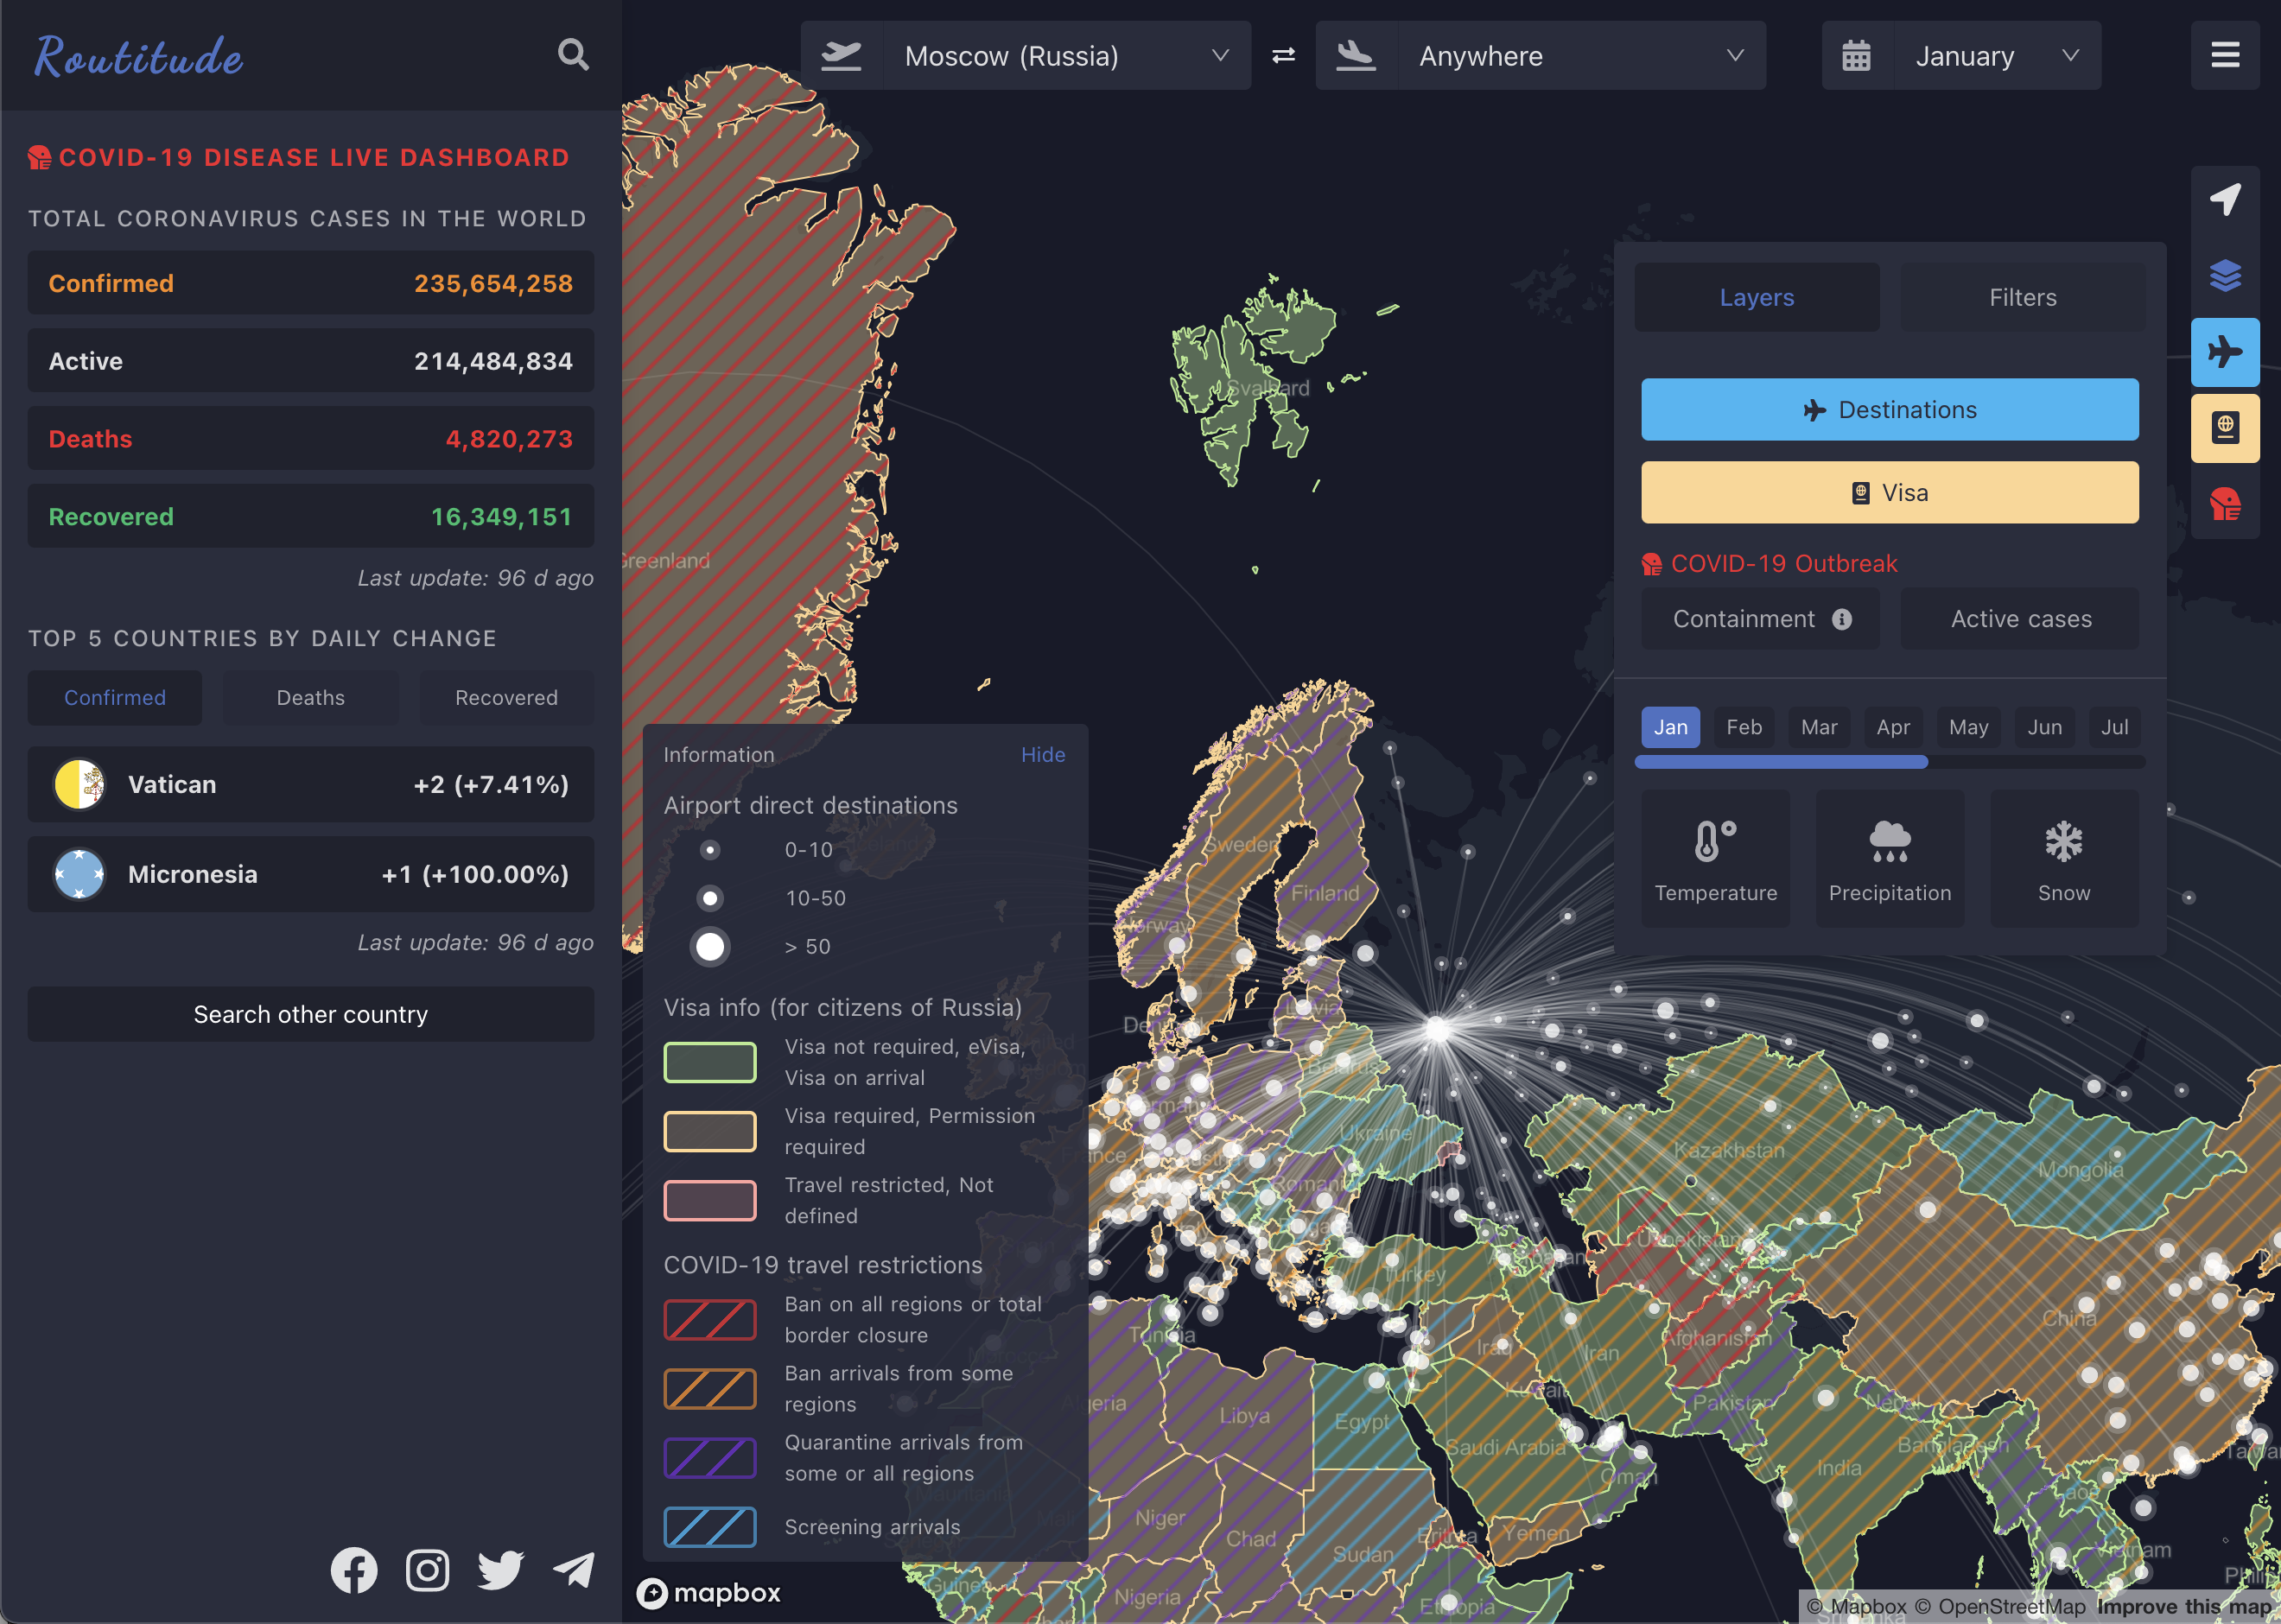 Routitude
Moscow (Russia)
Anywhere
January
COVID-19 DISEASE LIVE DASHBOARD
TOTAL CORONAVIRUS CASES IN THE WORLD
Confirmed 235,654,258
Active 214,484,834
Deaths 4,820,273
Recovered 16,349,151
Last update: 96 d ago
TOP 5 COUNTRIES BY DAILY CHANGE
Confirmed Deaths Recovered
Vatican +2 (+7.41%)
Micronesia +1 (+100.00%)
Last update: 96 d ago
Search other country
Layers Filters
Destinations
Visa
COVID-19 Outbreak
Containment Active cases
Jan Feb Mar Apr May Jun Jul
Temperature Precipitation Snow
Information Hide
Airport direct destinations
0-10
10-50
> 50
Visa info (for citizens of Russia)
Visa not required, eVisa,
Visa on arrival
Visa required, Permission
required
Travel restricted, Not
defined
COVID-19 travel restrictions
Ban on all regions or total
border closure
Ban arrivals from some
regions
Quarantine arrivals from
some or all regions
Screening arrivals
Svalbard
Greenland
Sweden
Finland
Norway
Latvia
Belarus
Ukraine
Kazakhstan
Mongolia
Romania
Bulgaria
Uzbekistan
Turkey
Tunisia
China
Afghanistan
Iraq
Iran
Kuwait
Pakistan
Nepal
Libya
Egypt
Saudi Arabia
Bangladesh
Oman
India
Laos
Niger
Chad
Sudan
Eritrea
Yemen
Vietnam
Guinea
Nigeria
Ethiopia
mapbox
© Mapbox © OpenStreetMap Improve this map